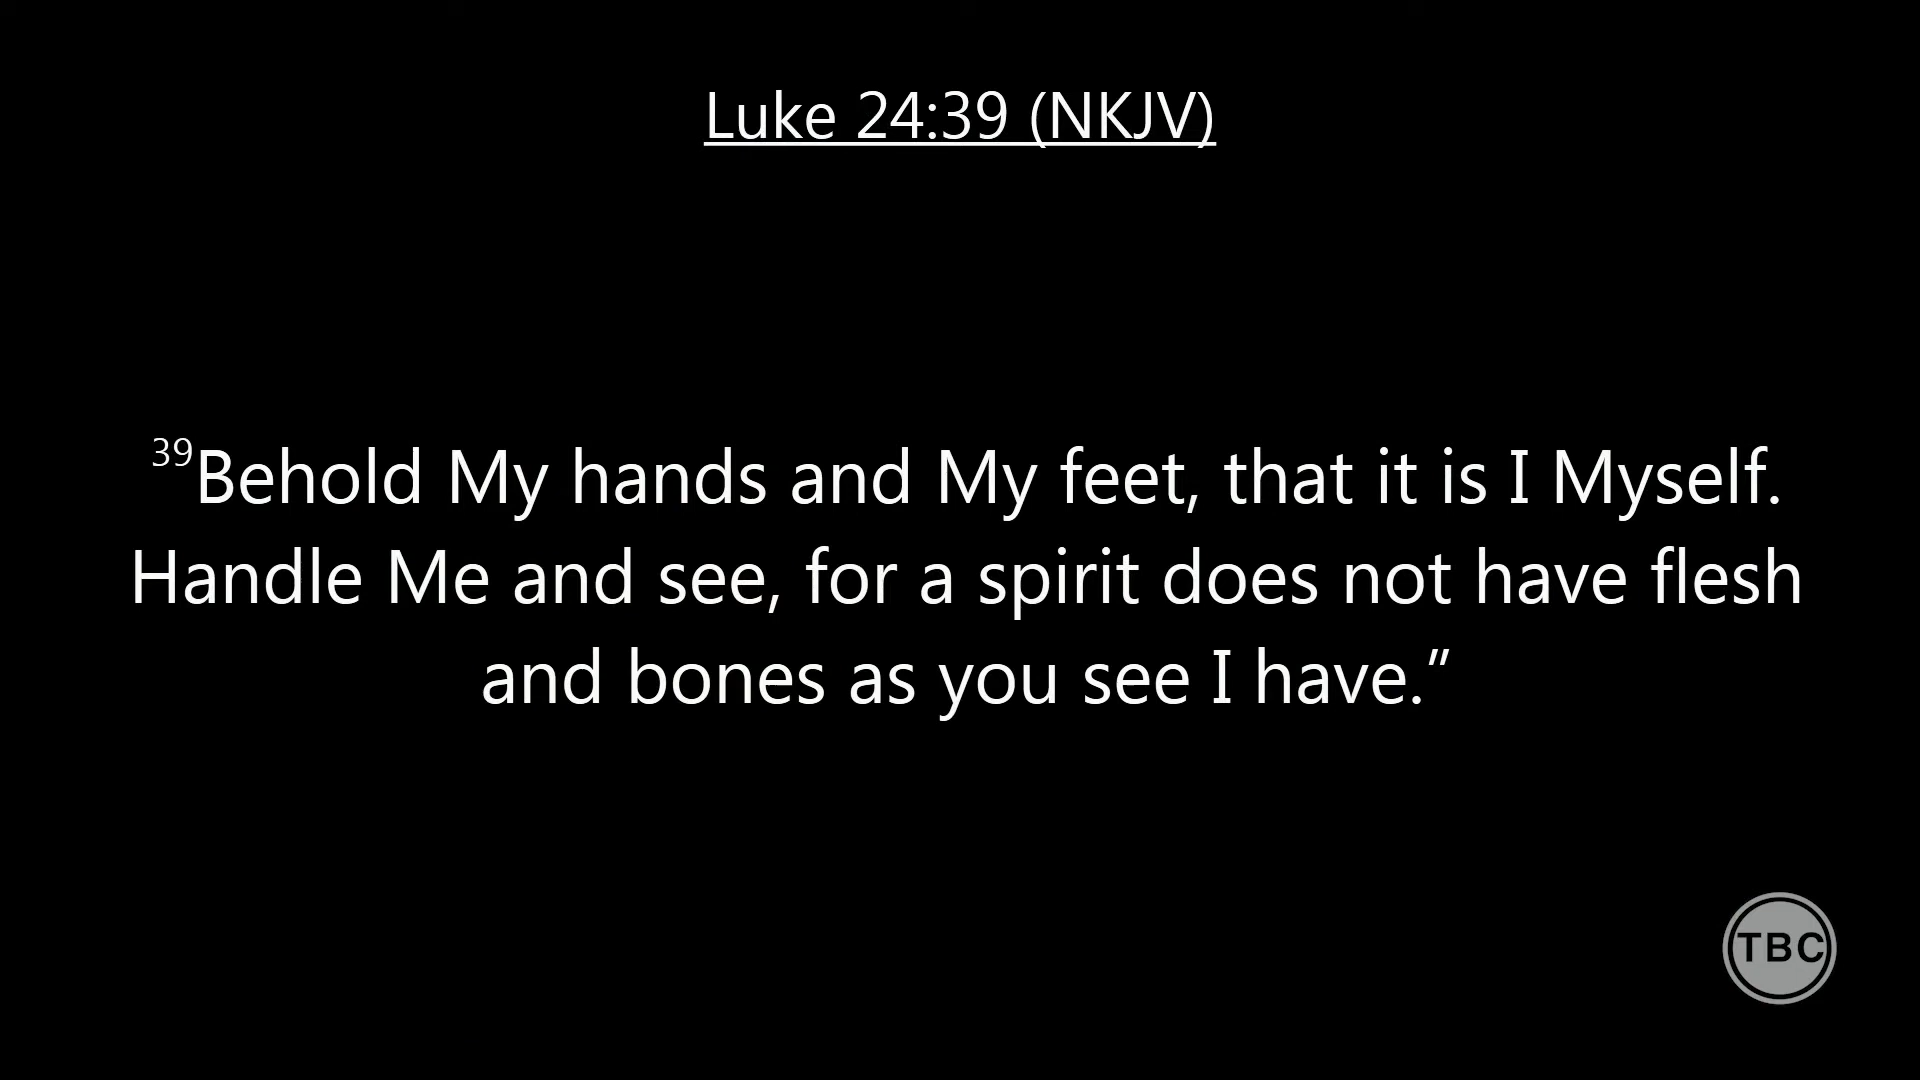 Luke 24:39 (NKJV)
39Behold My hands and My feet, that it is I Myself.
Handle Me and see, for a spirit does not have flesh
and bones as you see I have.”
TBC